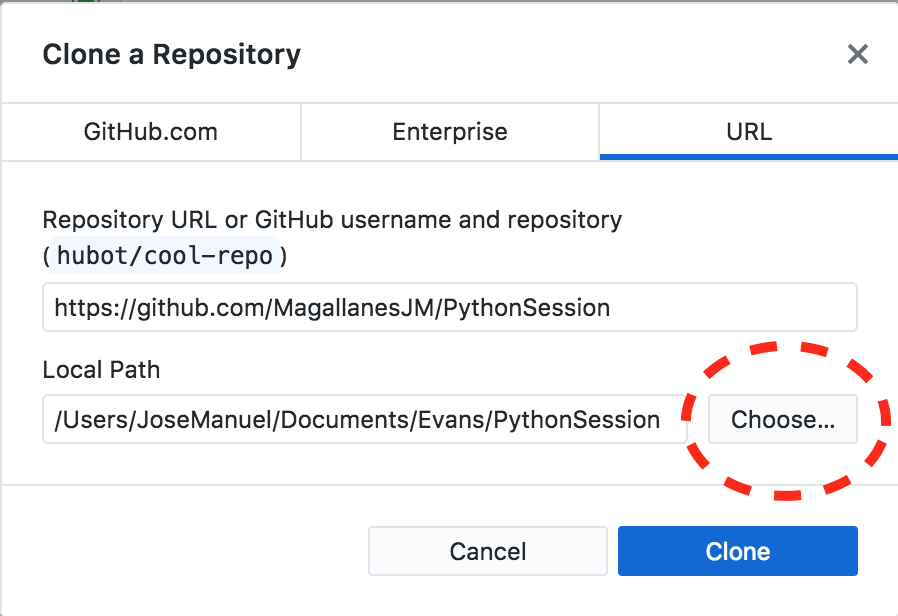 Clone a Repository
GitHub.com
Enterprise
URL
Repository URL or GitHub username and repository
(hubot/cool-repo)
https://github.com/MagallanesJM/PythonSession
Local Path
/Users/JoseManuel/Documents/Evans/PythonSession
Choose...
Cancel
Clone